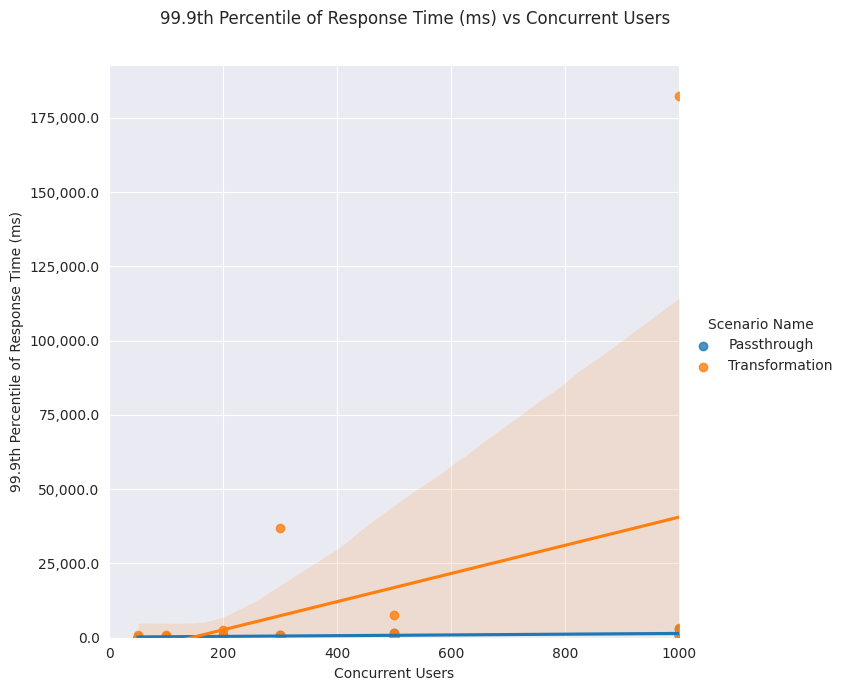 99.9th Percentile of Response Time (ms) vs Concurrent Users
175,000.0
150,000.0
125,000.0
100,000.0
75,000.0
50,000.0
25,000.0
0.0
99.9th Percentile of Response Time (ms)
0 200 400 600 800 1000
Concurrent Users
Scenario Name
Passthrough
Transformation